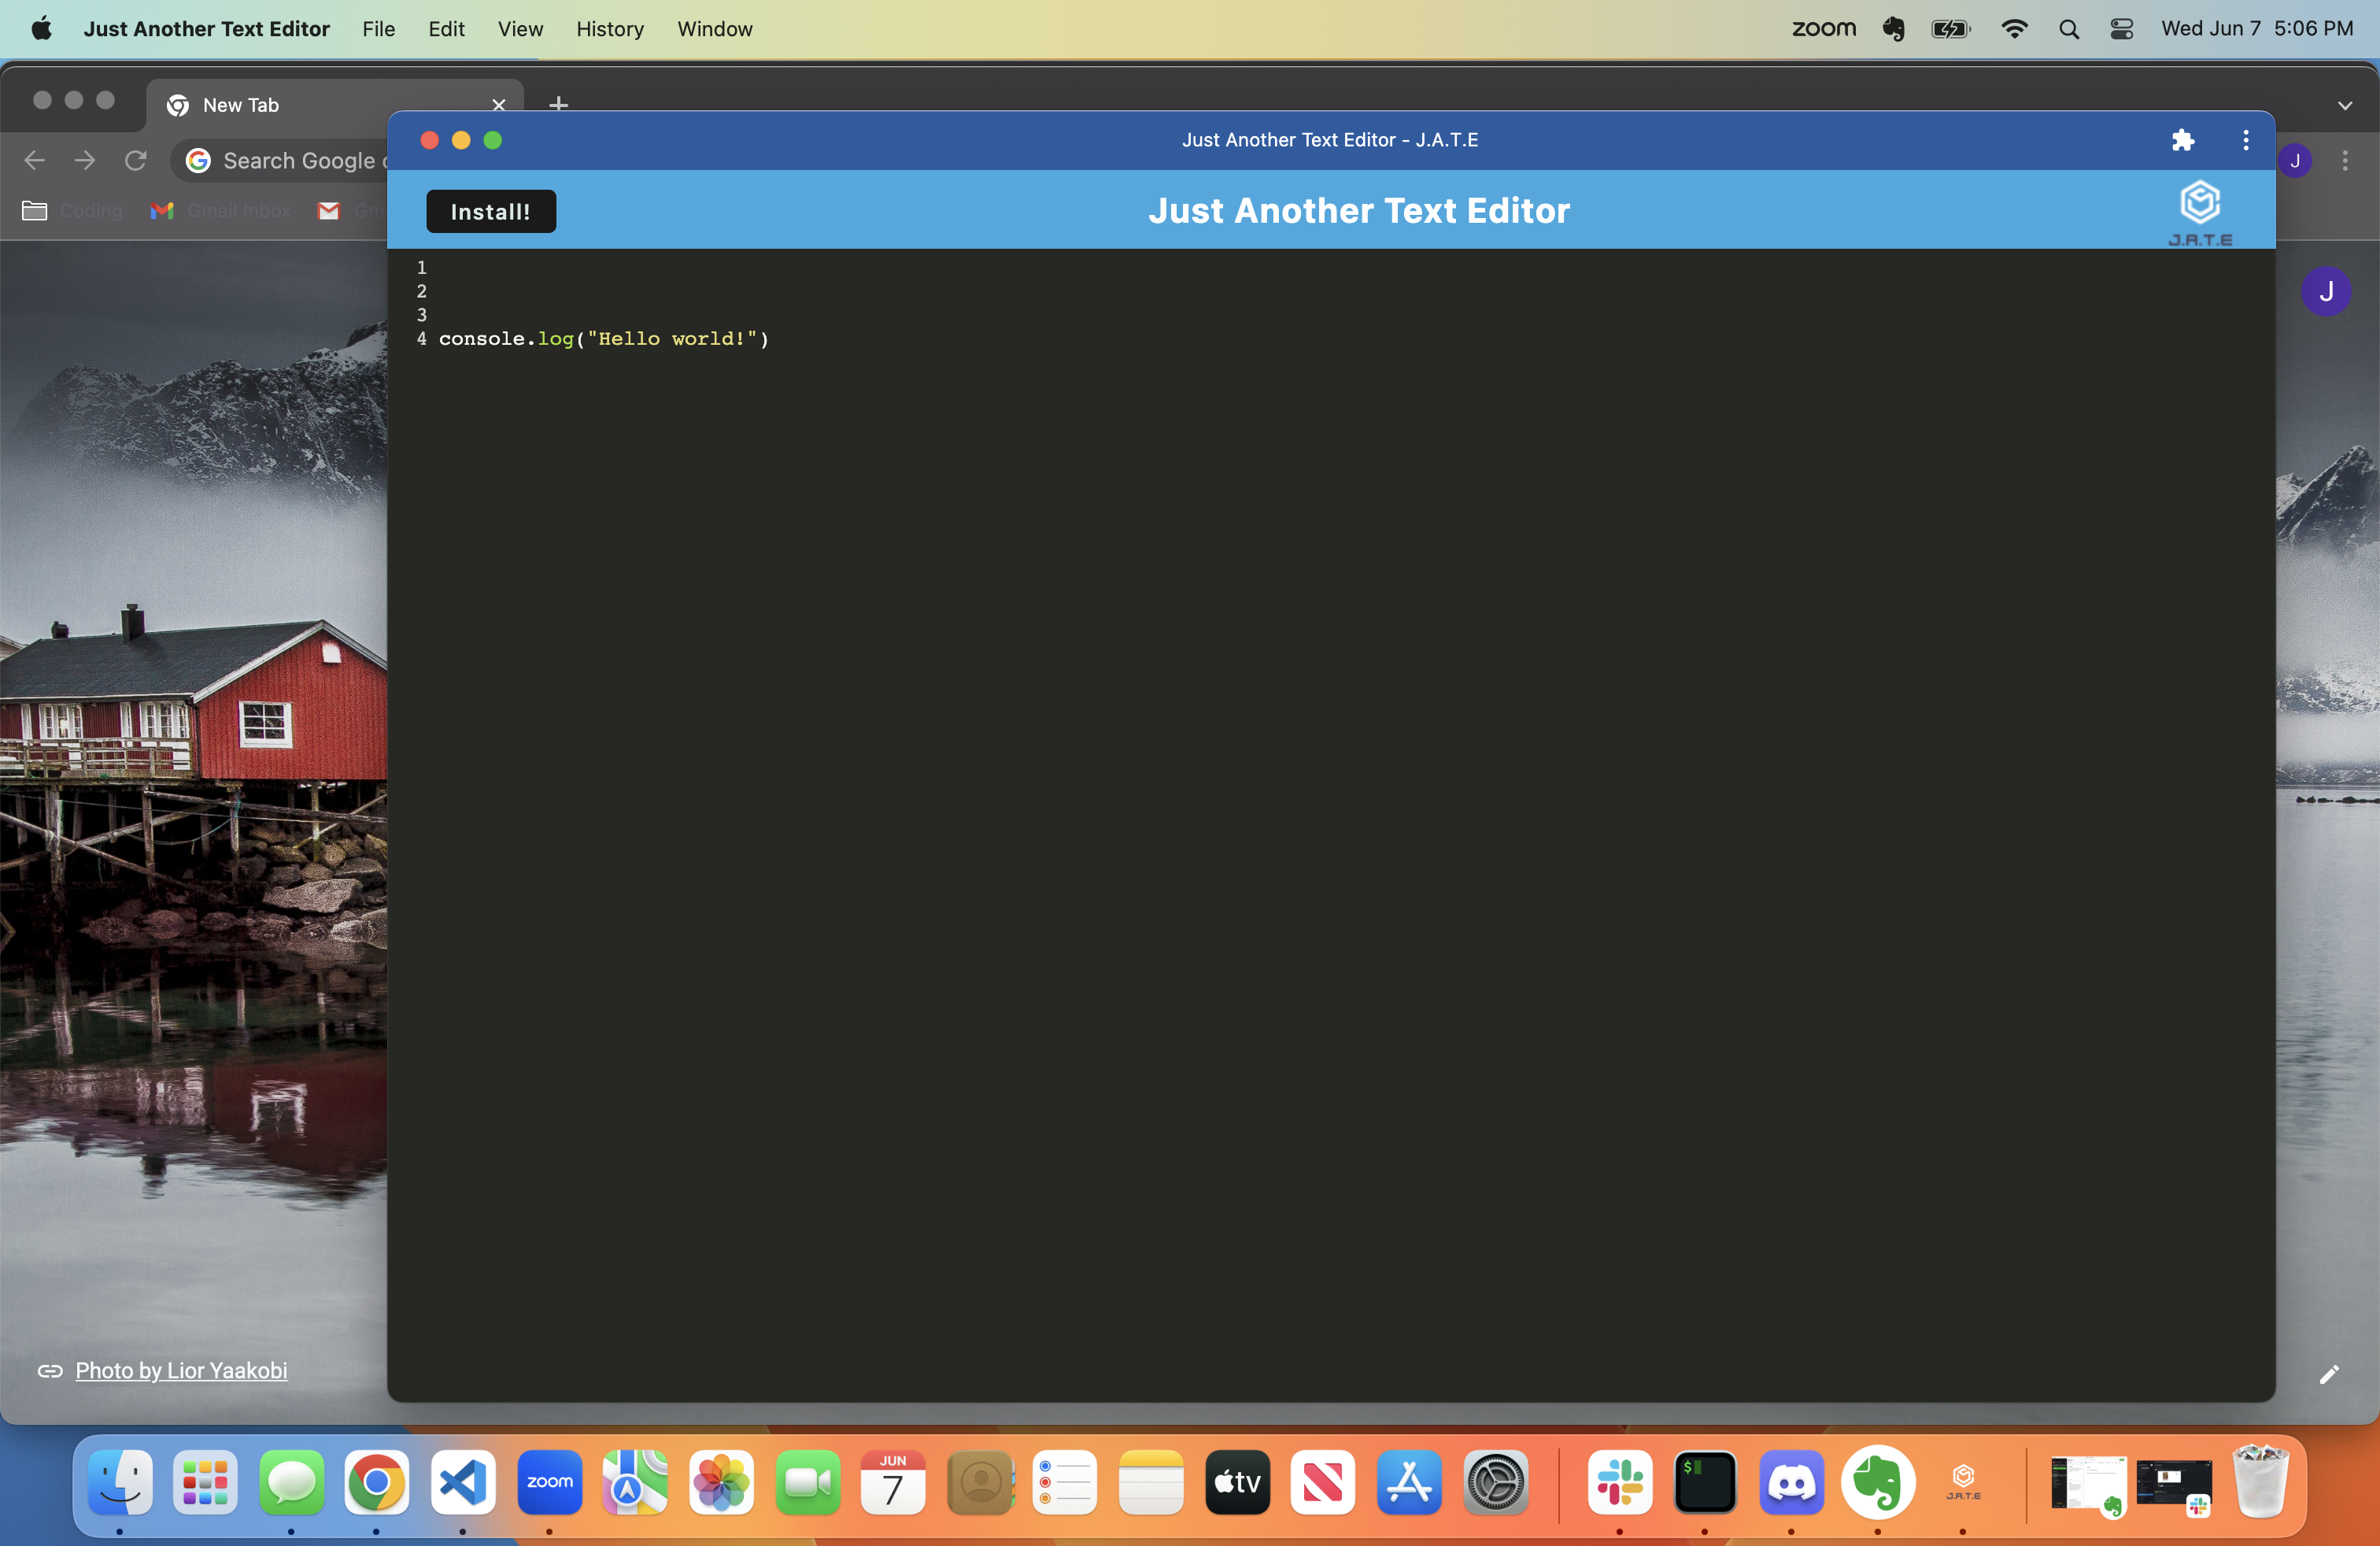 Just Another Text Editor File Edit View History Window zoom Wed Jun 7 5:06 PM
New Tab
Just Another Text Editor - J.A.T.E
Search Google
J
Install!
Just Another Text Editor
J.A.T.E
Coding Gmail Inbox
1
2
3
4 console.log("Hello world!")
J
Photo by Lior Yaakobi
zoom
JUN
7
tv
$
J.A.T.E